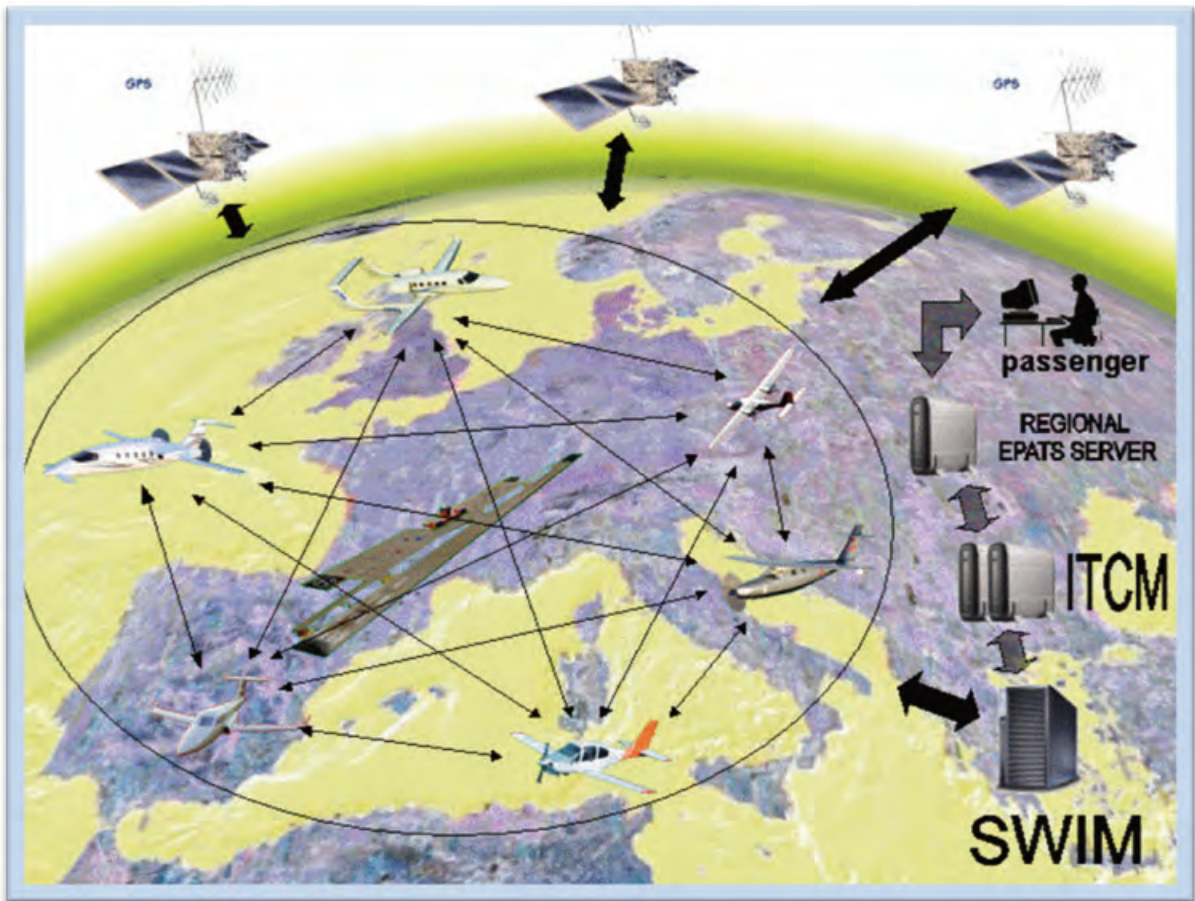 GPS
GPS
passenger
REGIONAL
EPATS SERVER
ITCM
SWIM